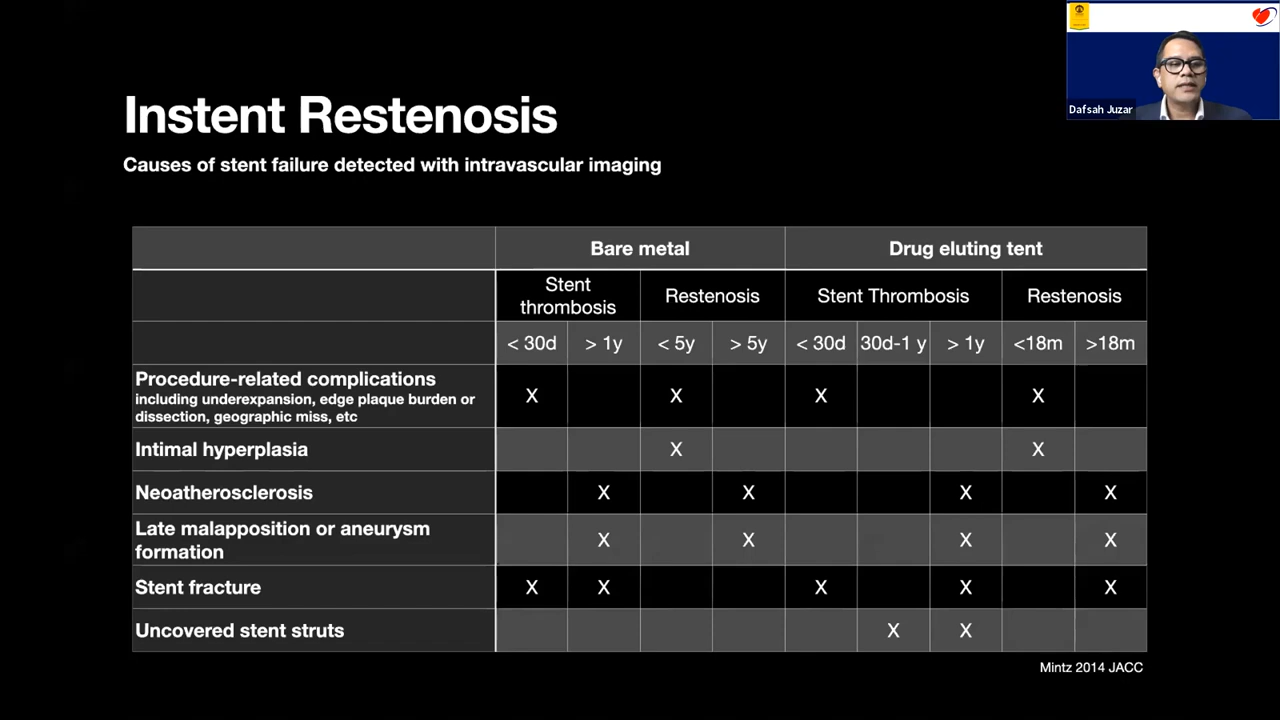 Dafsah Juzar
Instent Restenosis
Causes of stent failure detected with intravascular imaging
Bare metal Drug eluting tent
Stent
thrombosis Restenosis Stent Thrombosis Restenosis
< 30d > 1y < 5y > 5y < 30d 30d-1 y > 1y <18m >18m
Procedure-related complications
including underexpansion, edge plaque burden or X X X X
dissection, geographic miss, etc
Intimal hyperplasia X X
Neoatherosclerosis X X X X
Late malapposition or aneurysm
formation X X X X
Stent fracture X X X X X
Uncovered stent struts X X
Mintz 2014 JACC